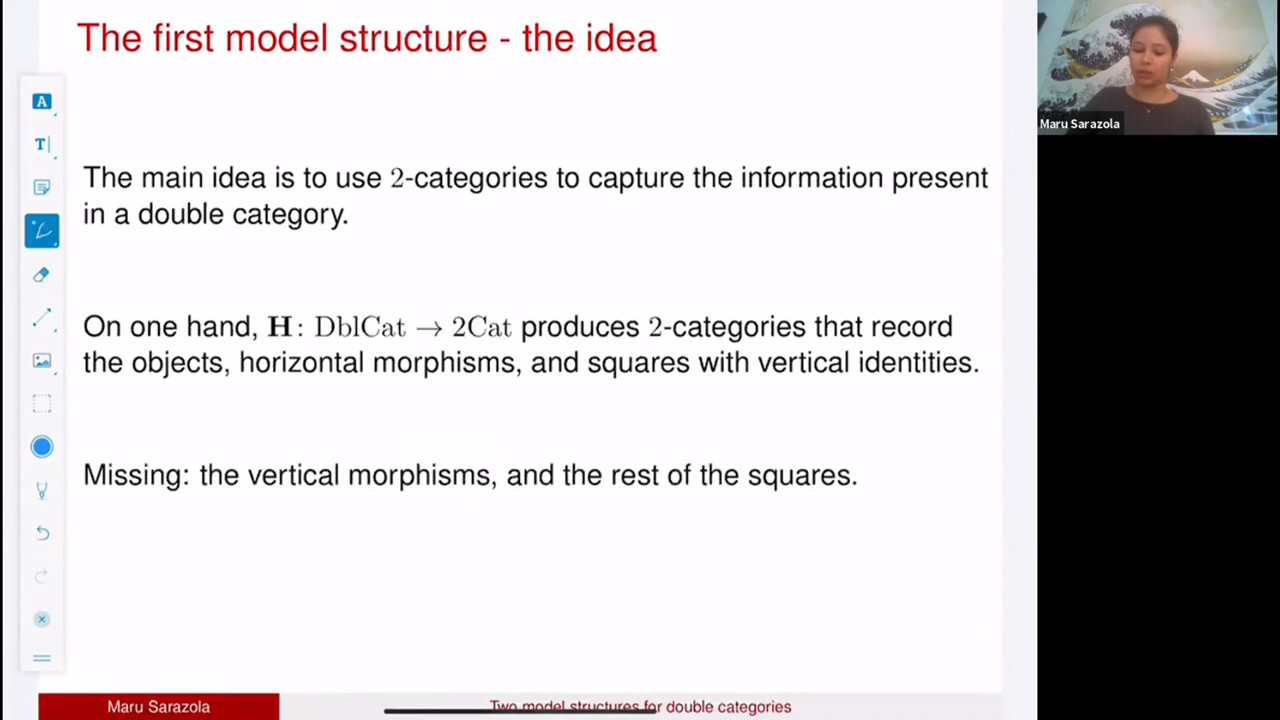 The first model structure - the idea
Maru Sarazola
A
T
The main idea is to use 2-categories to capture the information present
in a double category.
On one hand, H: DblCat → 2Cat produces 2-categories that record
the objects, horizontal morphisms, and squares with vertical identities.
Missing: the vertical morphisms, and the rest of the squares.
Maru Sarazola
Two model structures for double categories